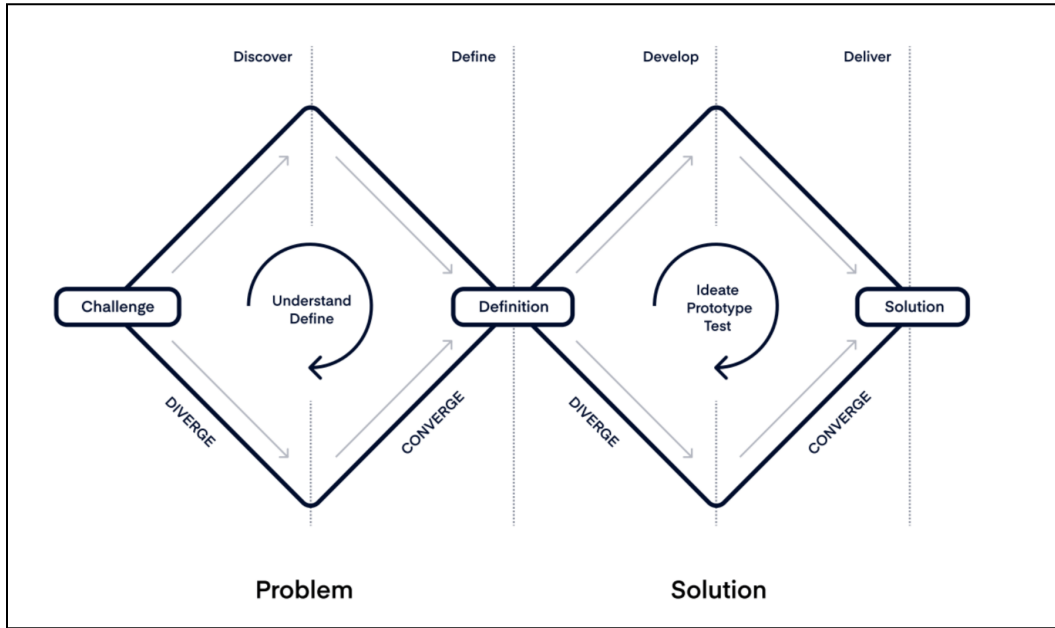 Discover
Define
Develop
Deliver
Challenge
Understand
Define
Definition
Ideate
Prototype
Test
Solution
DIVERGE
CONVERGE
DIVERGE
CONVERGE
Problem
Solution